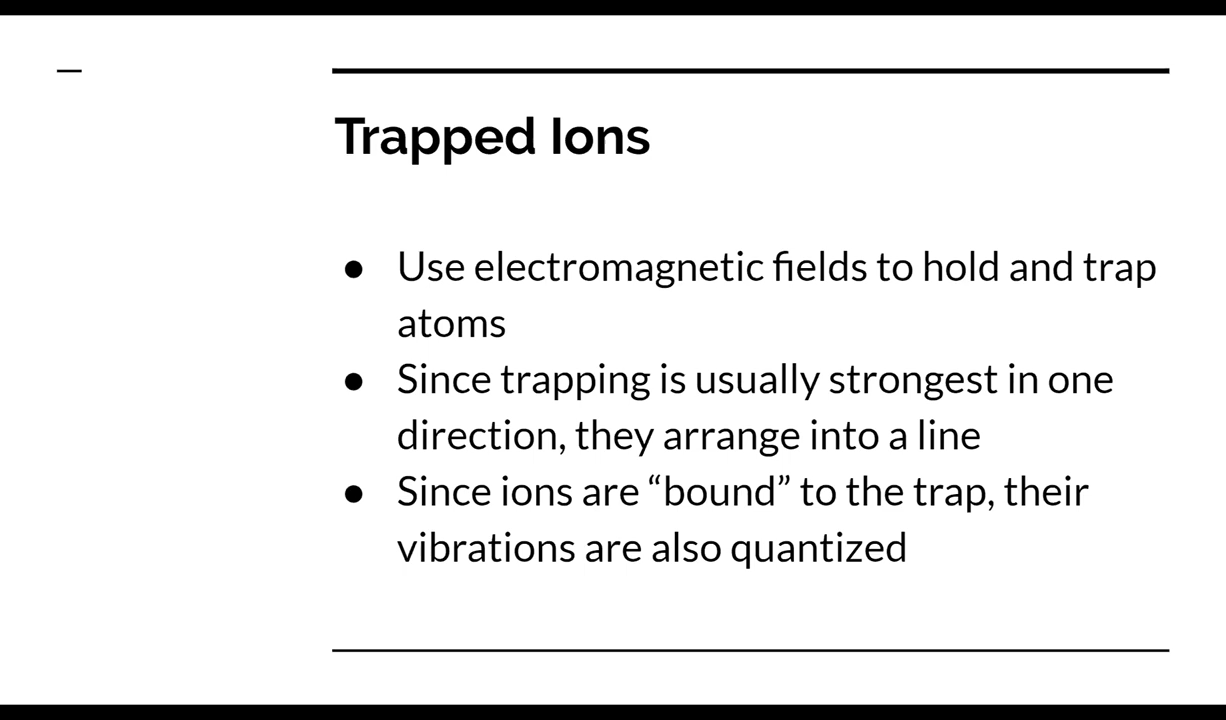 Trapped Ions
● Use electromagnetic fields to hold and trap
atoms
● Since trapping is usually strongest in one
direction, they arrange into a line
● Since ions are “bound” to the trap, their
vibrations are also quantized